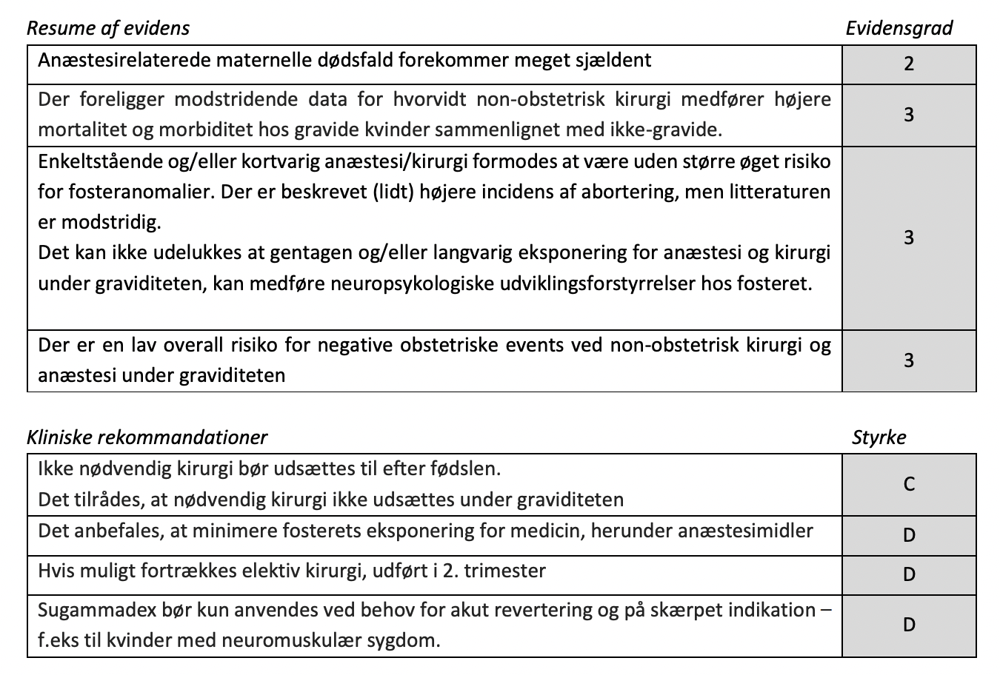 Resume af evidens Evidensgrad
Anæstesirelaterede maternelle dødsfald forekommer meget sjældent 2
Der foreligger modstridende data for hvorvidt non-obstetrisk kirurgi medfører højere
mortalitet og morbiditet hos gravide kvinder sammenlignet med ikke-gravide.
3
Enkeltstående og/eller kortvarig anæstesi/kirurgi formodes at være uden større øget risiko
for fosteranomalier. Der er beskrevet (lidt) højere incidens af abortering, men litteraturen
er modstridig.
Det kan ikke udelukkes at gentagen og/eller langvarig eksponering for anæstesi og kirurgi
under graviditeten, kan medføre neuropsykologiske udviklingsforstyrrelser hos fosteret.
3
Der er en lav overall risiko for negative obstetriske events ved non-obstetrisk kirurgi og
anæstesi under graviditeten
3
Kliniske rekommandationer Styrke
Ikke nødvendig kirurgi bør udsættes til efter fødslen.
Det tilrådes, at nødvendig kirurgi ikke udsættes under graviditeten
C
Det anbefales, at minimere fosterets eksponering for medicin, herunder anæstesimidler D
Hvis muligt fortrækkes elektiv kirurgi, udført i 2. trimester D
Sugammadex bør kun anvendes ved behov for akut revertering og på skærpet indikation –
f.eks til kvinder med neuromuskulær sygdom.
D